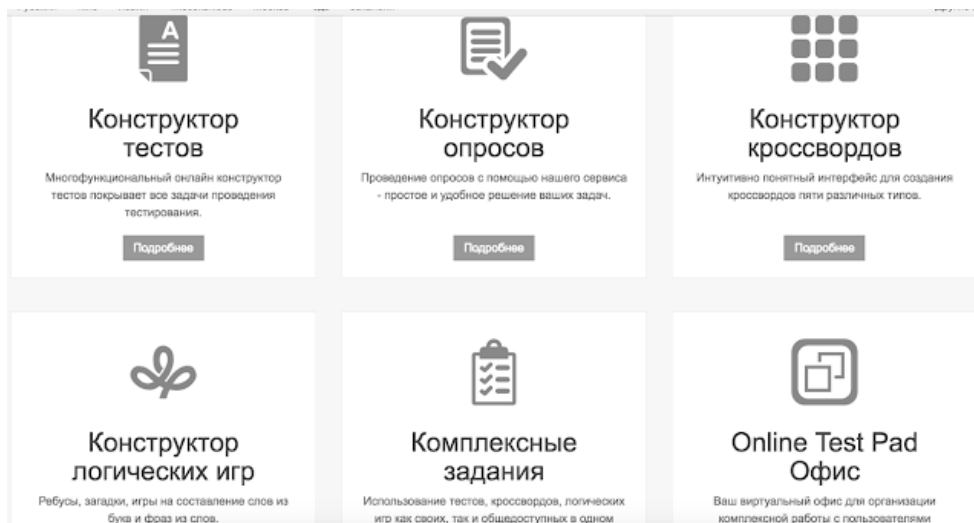 A
Конструктор
тестов
Многофункциональный онлайн конструктор
тестов покрывает все задачи проведения
тестирования.
Подробнее
Конструктор
опросов
Проведение опросов с помощью нашего сервиса
- простое и удобное решение ваших задач.
Подробнее
Конструктор
кроссвордов
Интуитивно понятный интерфейс для создания
кроссвордов пяти различных типов.
Подробнее
Конструктор
логических игр
Ребусы, загадки, игры на составление слов из
букв и фраз из слов.
Комплексные
задания
Использование тестов, кроссвордов, логических
игр как своих, так и общедоступных в одном
Online Test Pad
Офис
Ваш виртуальный офис для организации
комплексной работы с пользователями